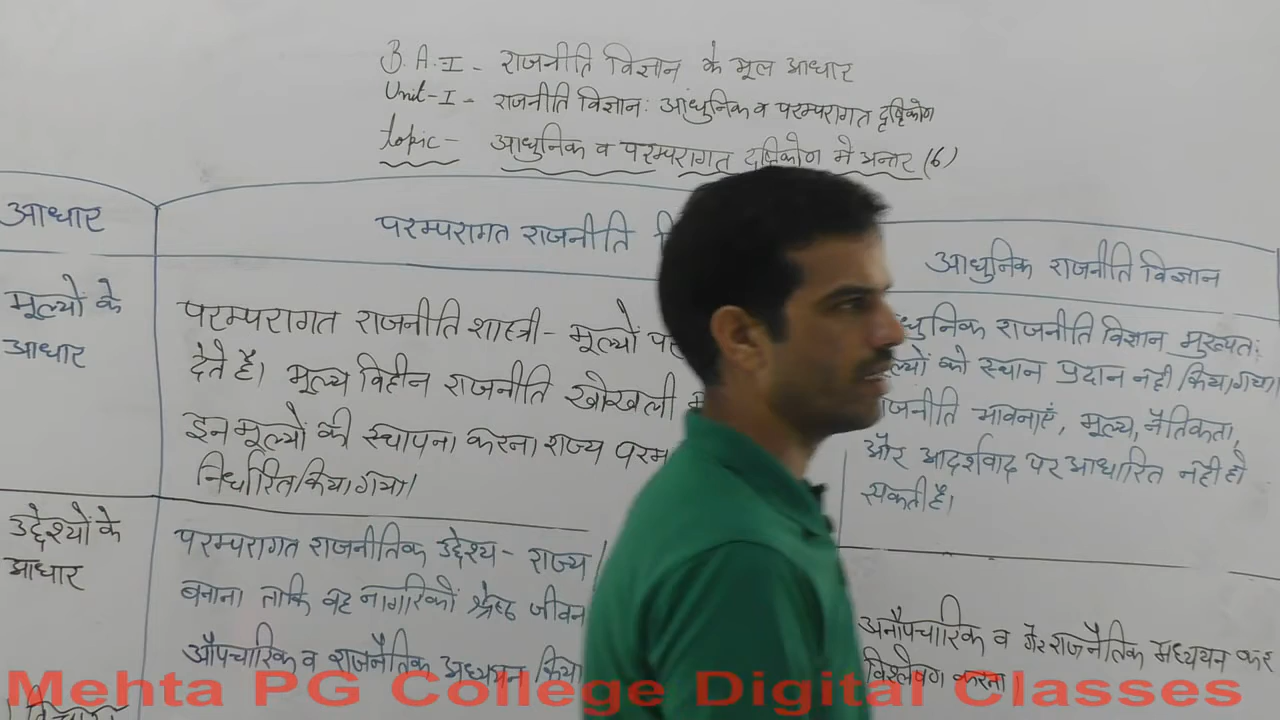 B.A.I - राजनीति विज्ञान के मूल आधार
Unit-I - राजनीति विज्ञान: आधुनिक व परम्परागत दृष्टिकोण
topic - आधुनिक व परम्परागत दृष्टिकोण मे अन्तर (6)
आधार
परम्परागत राजनीति
आधुनिक राजनीति विज्ञान
मूल्यों के
आधार
परम्परागत राजनीति शास्त्री - मूल्यों पर
देते है। मूल्य विहीन राजनीति खोखली
इन मूल्यों की स्थापना करना राज्य
निर्धारित किया गया।
राजनीति विज्ञान मुख्यत:
को स्थान प्रदान नही किया गया।
भावनाएं, मूल्य, नैतिकता,
और आदर्शवाद पर आधारित नही हो
सकती है।
उद्देश्यों के
आधार
परम्परागत राजनीतिक उद्देश्य - राज्य
बनाना ताकि वह नागरिकों श्रेष्ठ जीवन
औपचारिक व राजनैतिक अध्ययन किया
अनौपचारिक व गैर राजनैतिक अध्ययन कर
विश्लेषण करना।
Mehta PG College Digital Classes